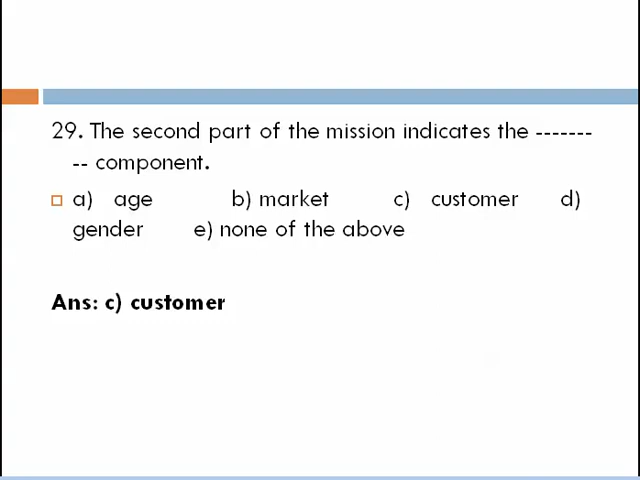 29. The second part of the mission indicates the -------
-- component.
a) age b) market c) customer d)
gender e) none of the above
Ans: c) customer